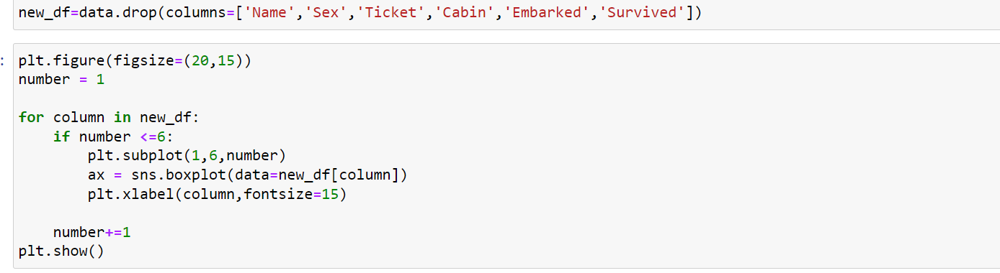 new_df=data.drop(columns=['Name','Sex','Ticket','Cabin','Embarked','Survived'])
:
plt.figure(figsize=(20,15))
number = 1
for column in new_df:
    if number <=6:
        plt.subplot(1,6,number)
        ax = sns.boxplot(data=new_df[column])
        plt.xlabel(column,fontsize=15)
    number+=1
plt.show()